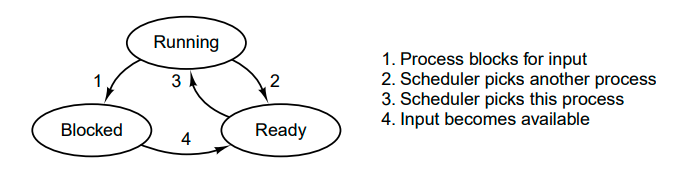 Running
1
3
2
Blocked
4
Ready
1. Process blocks for input
2. Scheduler picks another process
3. Scheduler picks this process
4. Input becomes available